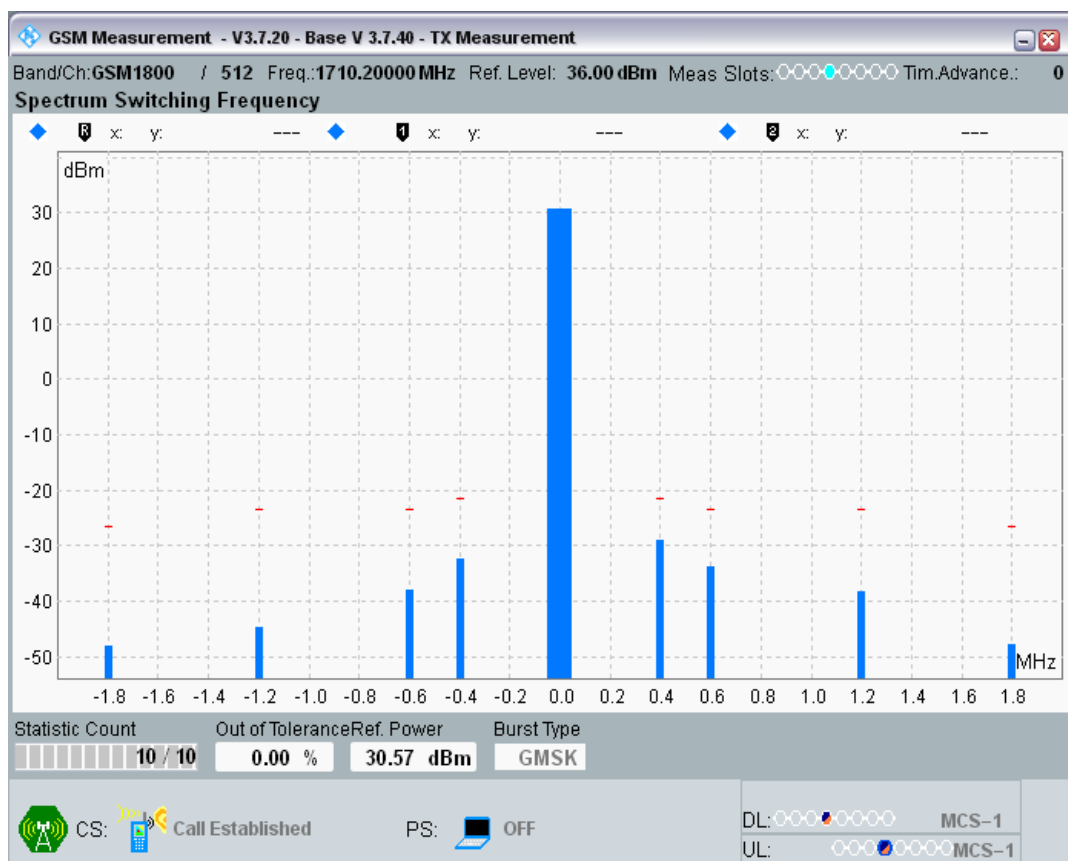 GSM Measurement - V3.7.20 - Base V 3.7.40 - TX Measurement
Band/Ch:GSM1800 / 512 Freq.:1710.20000MHz Ref. Level: 36.00dBm Meas Slots: Tim.Advance.: 0
Spectrum Switching Frequency
R x: y: --- 1 x: y: --- 2 x: y: ---
dBm
30
20
10
0
-10
-20
-30
-40
-50
MHz
-1.8 -1.6 -1.4 -1.2 -1.0 -0.8 -0.6 -0.4 -0.2 0.0 0.2 0.4 0.6 0.8 1.0 1.2 1.4 1.6 1.8
Statistic Count Out of Tolerance Ref. Power Burst Type
10 / 10 0.00 % 30.57 dBm GMSK
CS: Call Established PS: OFF DL: MCS-1
UL: MCS-1